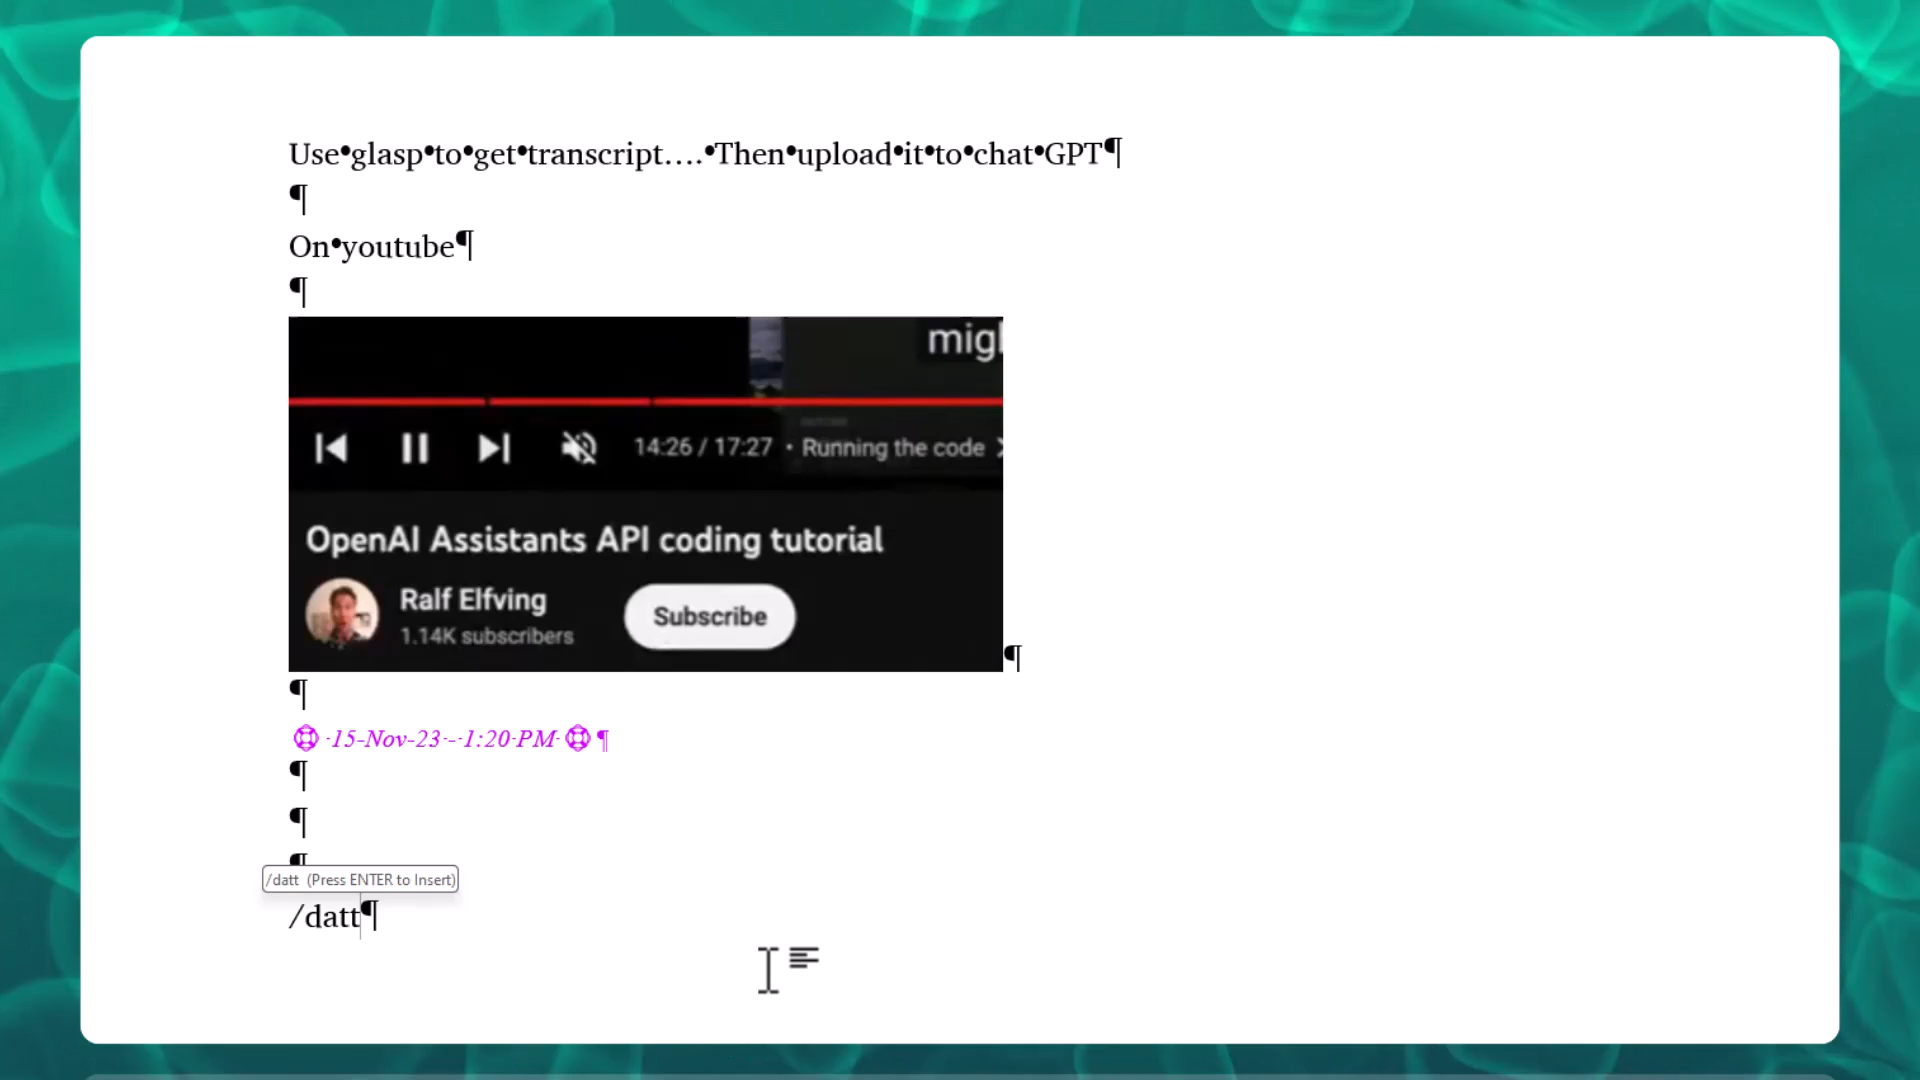 Use•glasp•to•get•transcript….•Then•upload•it•to•chat•GPT¶
¶
On•youtube¶
¶
14:26 / 17:27 • Running the code
OpenAI Assistants API coding tutorial
Ralf Elfving
1.14K subscribers
Subscribe
¶
¶
·15-Nov-23·-·1:20·PM·¶
¶
¶
¶
/datt (Press ENTER to Insert)
/datt¶